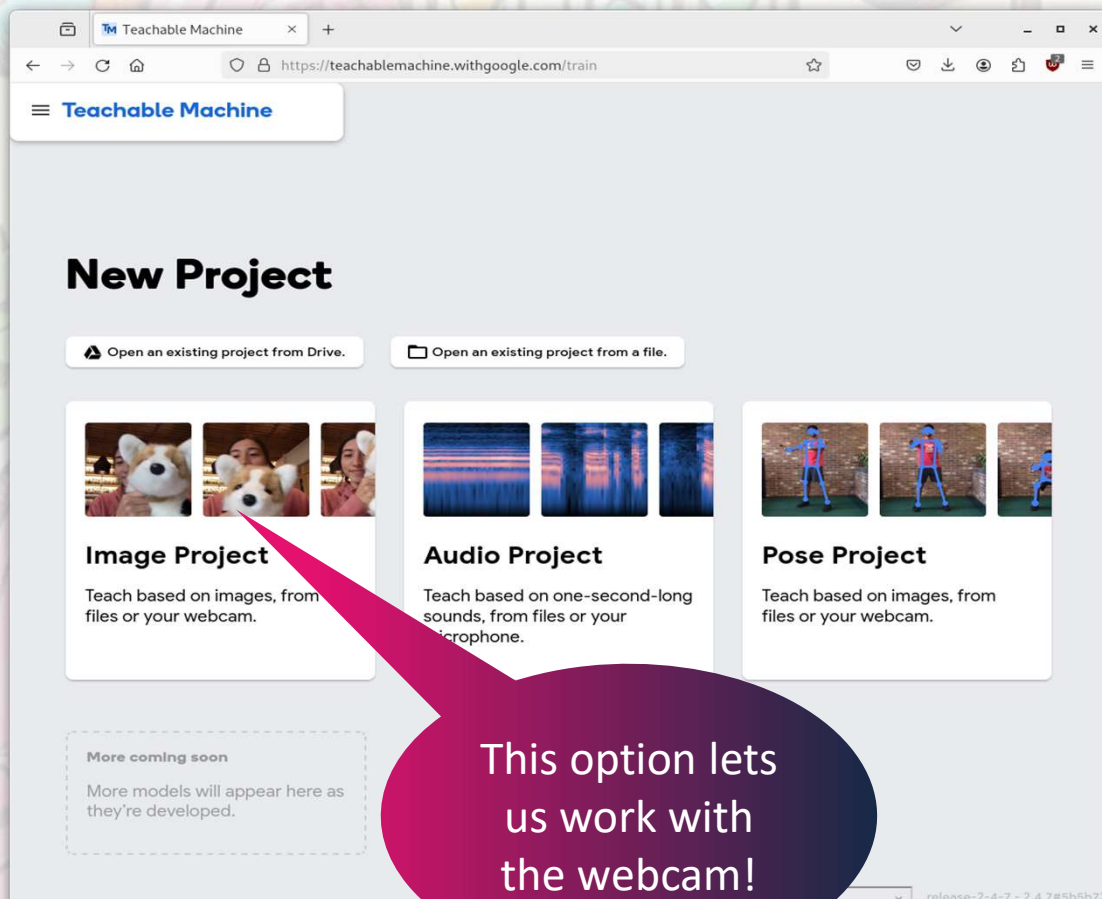 Teachable Machine
https://teachablemachine.withgoogle.com/train
2
Teachable Machine
New Project
Open an existing project from Drive.
Open an existing project from a file.
Image Project
Teach based on images, from
files or your webcam.
Audio Project
Teach based on one-second-long
sounds, from files or your
microphone.
Pose Project
Teach based on images, from
files or your webcam.
More coming soon
More models will appear here as
they're developed.
This option lets
us work with
the webcam!